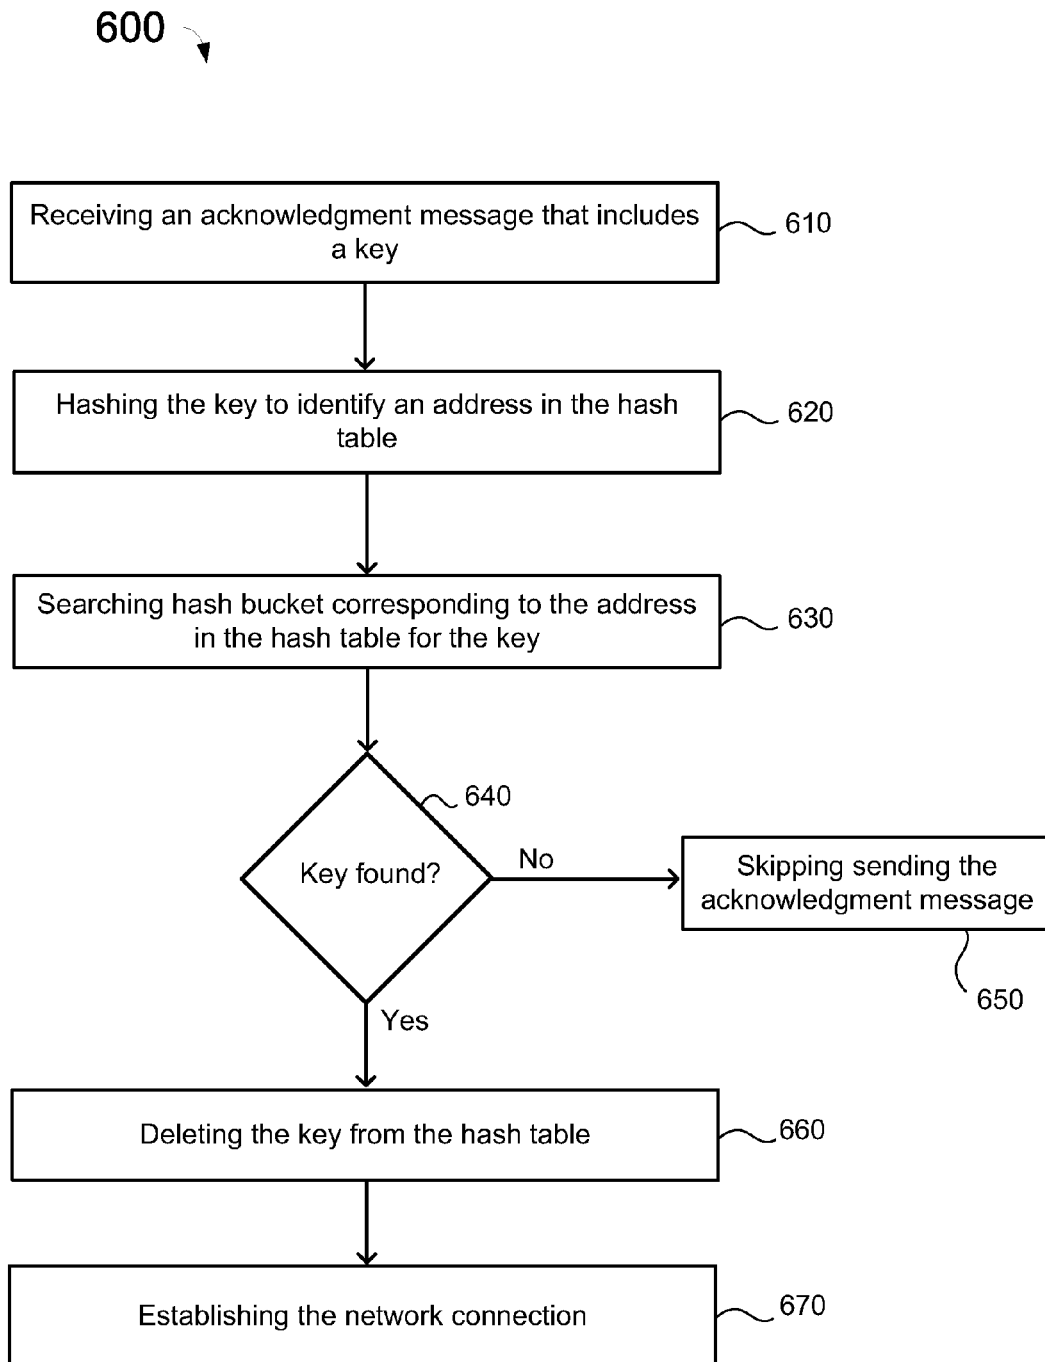 600
Receiving an acknowledgment message that includes
a key
610
Hashing the key to identify an address in the hash
table
620
Searching hash bucket corresponding to the address
in the hash table for the key
630
640
Key found?
No
Skipping sending the
acknowledgment message
650
Yes
Deleting the key from the hash table
660
Establishing the network connection
670